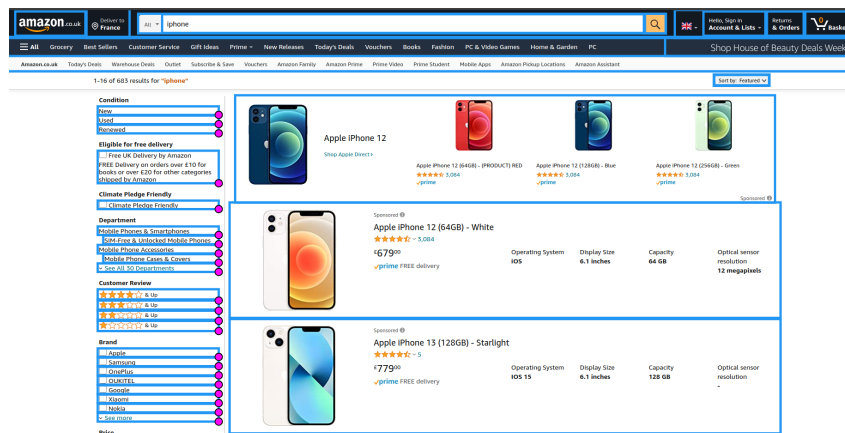 amazon.co.uk
Deliver to
France
All
iphone
Hello, Sign in
Account & Lists
Returns
& Orders
0
Baske
All Grocery Best Sellers Customer Service Gift Ideas Prime New Releases Today's Deals Vouchers Books Fashion PC & Video Games Home & Garden PC
Shop House of Beauty Deals Week
Amazon.co.uk Today's Deals Warehouse Deals Outlet Subscribe & Save Vouchers Amazon Family Amazon Prime Prime Video Prime Student Mobile Apps Amazon Pickup Locations Amazon Assistant
1-16 of 683 results for "iphone"
Sort by: Featured
Condition
New
Used
Renewed
Eligible for free delivery
Free UK Delivery by Amazon
FREE Delivery on orders over £10 for
books or over £20 for other categories
shipped by Amazon
Climate Pledge Friendly
Climate Pledge Friendly
Department
Mobile Phones & Smartphones
SIM-Free & Unlocked Mobile Phones
Mobile Phone Accessories
Mobile Phone Cases & Covers
See All 30 Departments
Customer Review
& Up
& Up
& Up
& Up
Brand
Apple
Samsung
OnePlus
OUKITEL
Google
Xiaomi
Nokia
See more
Price
Apple iPhone 12
Shop Apple Direct ›
Apple iPhone 12 (64GB) - (PRODUCT) RED
3,084
prime
Apple iPhone 12 (128GB) - Blue
3,084
prime
Apple iPhone 12 (256GB) - Green
3,084
prime
Sponsored
Sponsored
Apple iPhone 12 (64GB) - White
3,084
£67900
prime FREE delivery
Operating System
iOS
Display Size
6.1 inches
Capacity
64 GB
Optical sensor
resolution
12 megapixels
Sponsored
Apple iPhone 13 (128GB) - Starlight
5
£77900
prime FREE delivery
Operating System
IOS 15
Display Size
6.1 inches
Capacity
128 GB
Optical sensor
resolution
-